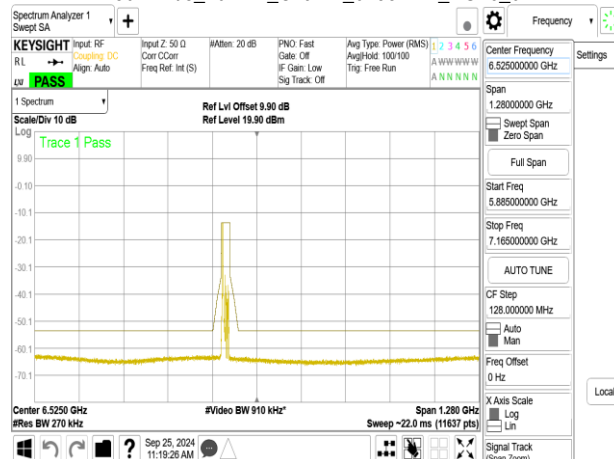 Spectrum Analyzer 1
Swept SA
Frequency
Settings
KEYSIGHT
RL
LXI
PASS
Input: RF
Coupling: DC
Align: Auto
Input Z: 50 Ω
Corr CCorr
Freq Ref: Int (S)
#Atten: 20 dB
PNO: Fast
Gate: Off
IF Gain: Low
Sig Track: Off
Avg Type: Power (RMS)
Avg|Hold: 100/100
Trig: Free Run
1 2 3 4 5 6
A W W W W W
A N N N N N
1 Spectrum
Scale/Div 10 dB
Ref Lvl Offset 9.90 dB
Ref Level 19.90 dBm
Log
Trace 1 Pass
9.90
-0.10
-10.1
-20.1
-30.1
-40.1
-50.1
-60.1
-70.1
Center 6.5250 GHz
#Res BW 270 kHz
#Video BW 910 kHz*
Span 1.280 GHz
Sweep ~22.0 ms (11637 pts)
Sep 25, 2024
11:19:26 AM
Center Frequency
6.525000000 GHz
Span
1.28000000 GHz
Swept Span
Zero Span
Full Span
Start Freq
5.885000000 GHz
Stop Freq
7.165000000 GHz
AUTO TUNE
CF Step
128.000000 MHz
Auto
Man
Freq Offset
0 Hz
X Axis Scale
Log
Lin
Signal Track
(Span Zoom)
Local